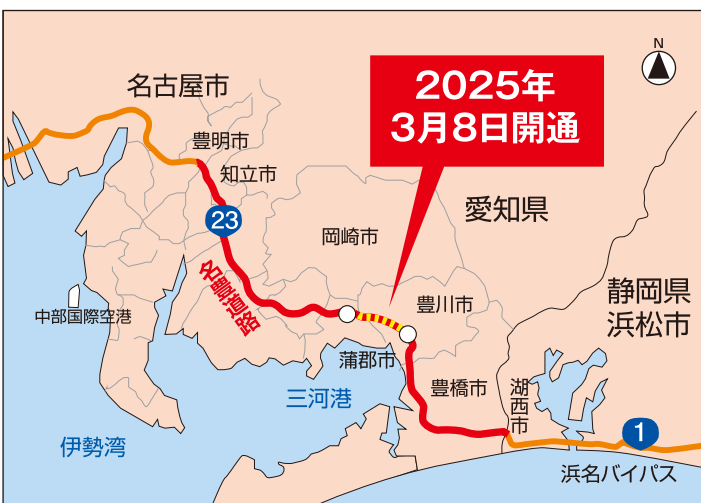 2025年
3月8日開通
N
名古屋市
豊明市
知立市
愛知県
23
岡崎市
名豊道路
豊川市
静岡県
浜松市
中部国際空港
蒲郡市
豊橋市
湖西市
三河港
伊勢湾
1
浜名バイパス